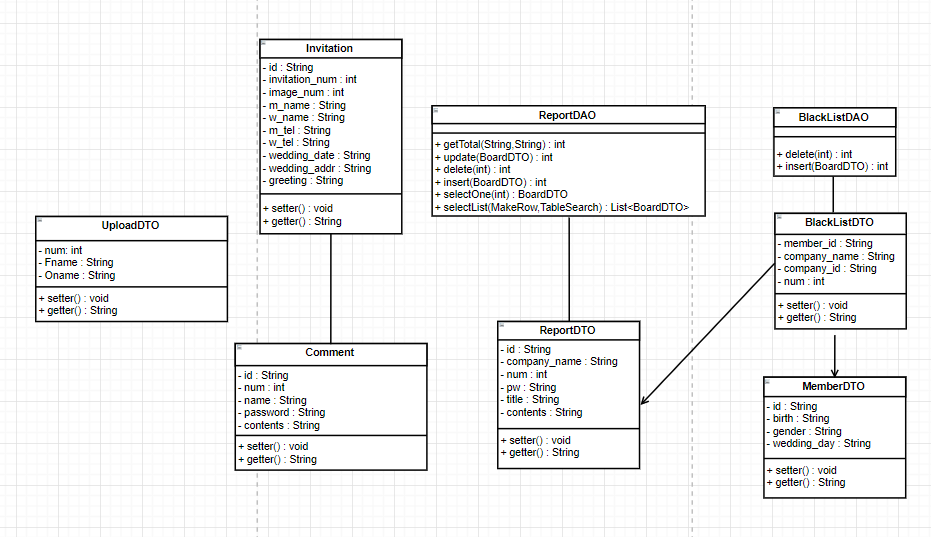 Invitation
- id : String
- invitation_num : int
- image_num : int
- m_name : String
- w_name : String
- m_tel : String
- w_tel : String
- wedding_date : String
- wedding_addr : String
- greeting : String
+ setter() : void
+ getter() : String
ReportDAO
+ getTotal(String,String) : int
+ update(BoardDTO) : int
+ delete(int) : int
+ insert(BoardDTO) : int
+ selectOne(int) : BoardDTO
+ selectList(MakeRow,TableSearch) : List<BoardDTO>
BlackListDAO
+ delete(int) : int
+ insert(BoardDTO) : int
UploadDTO
- num: int
- Fname : String
- Oname : String
+ setter() : void
+ getter() : String
BlackListDTO
- member_id : String
- company_name : String
- company_id : String
- num : int
+ setter() : void
+ getter() : String
Comment
- id : String
- num : int
- name : String
- password : String
- contents : String
+ setter() : void
+ getter() : String
ReportDTO
- id : String
- company_name : String
- num : int
- pw : String
- title : String
- contents : String
+ setter() : void
+ getter() : String
MemberDTO
- id : String
- birth : String
- gender : String
- wedding_day : String
+ setter() : void
+ getter() : String